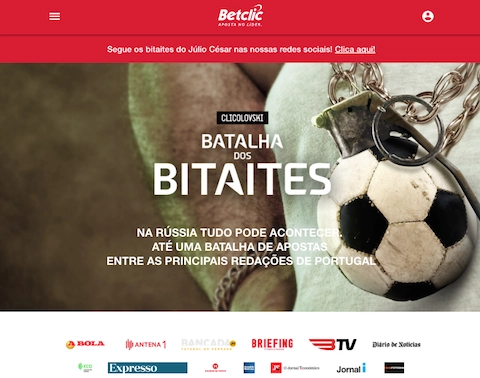 Betclic
APOSTA NO LÍDER.
Segue os bitaites do Júlio César nas nossas redes sociais! Clica aqui!
CLICOLOVSKI
BATALHA
DOS
BITAITES
NA RÚSSIA TUDO PODE ACONTECER.
ATÉ UMA BATALHA DE APOSTAS
ENTRE AS PRINCIPAIS REDAÇÕES DE PORTUGAL
A BOLA ANTENA 1 BANCADA BRIEFING BTV Diário de Notícias
ECO Expresso O Jornal Económico Jornal i